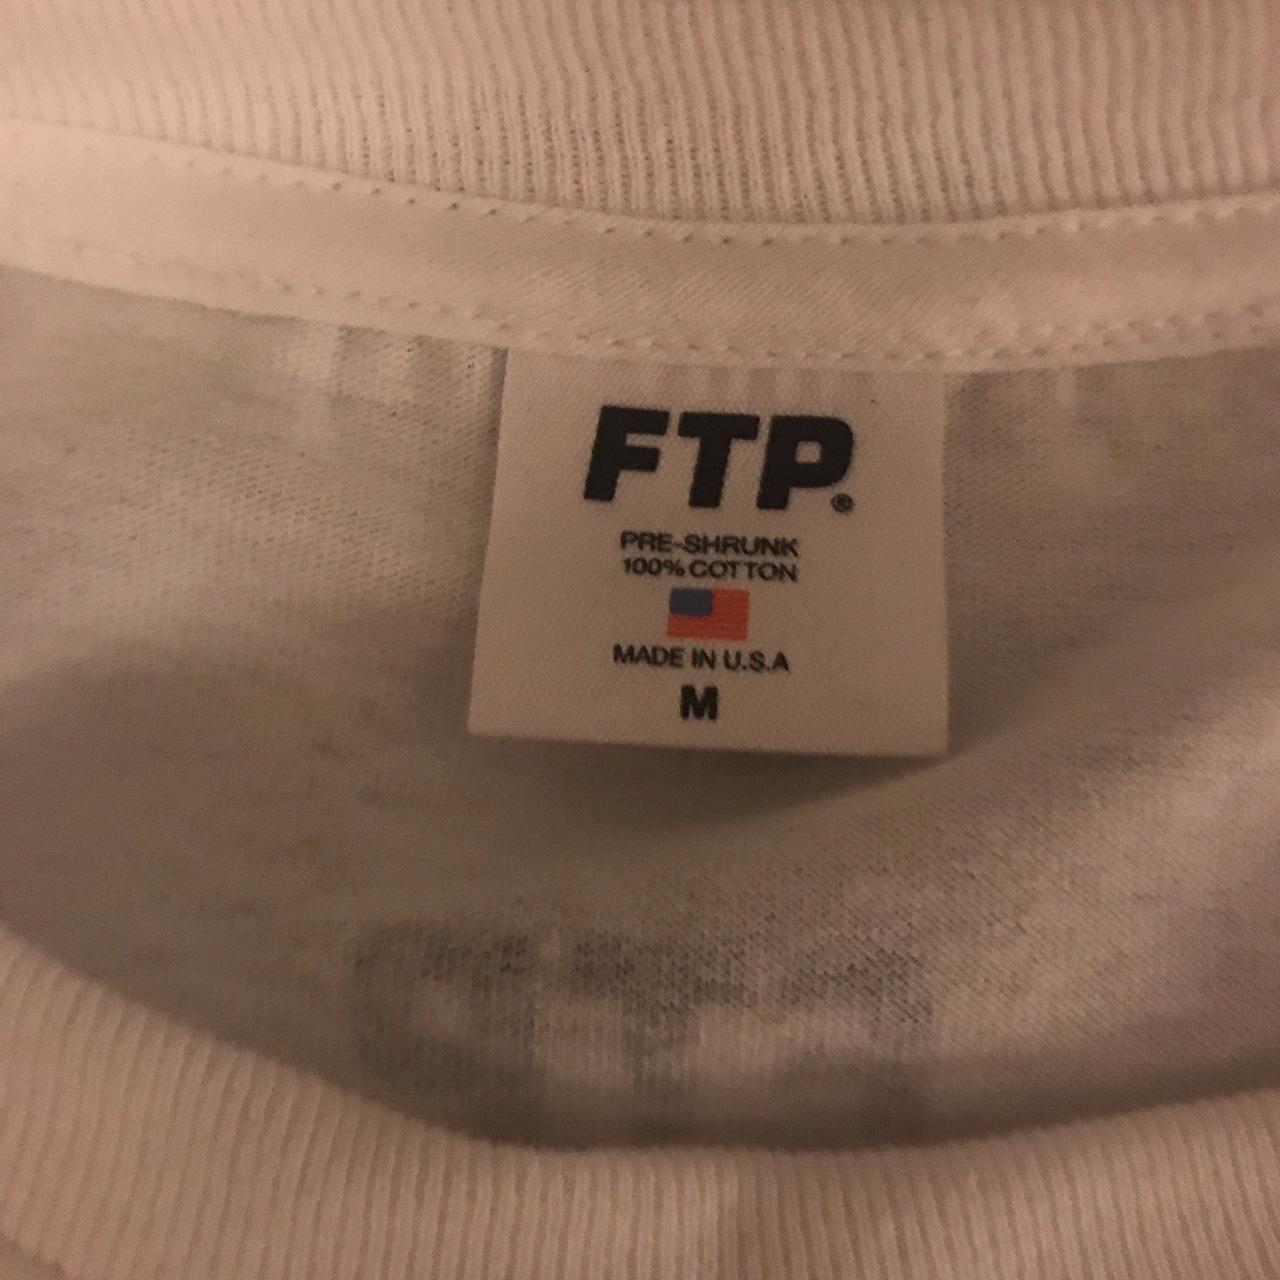 FTP®
PRE-SHRUNK
100% COTTON
MADE IN U.S.A
M